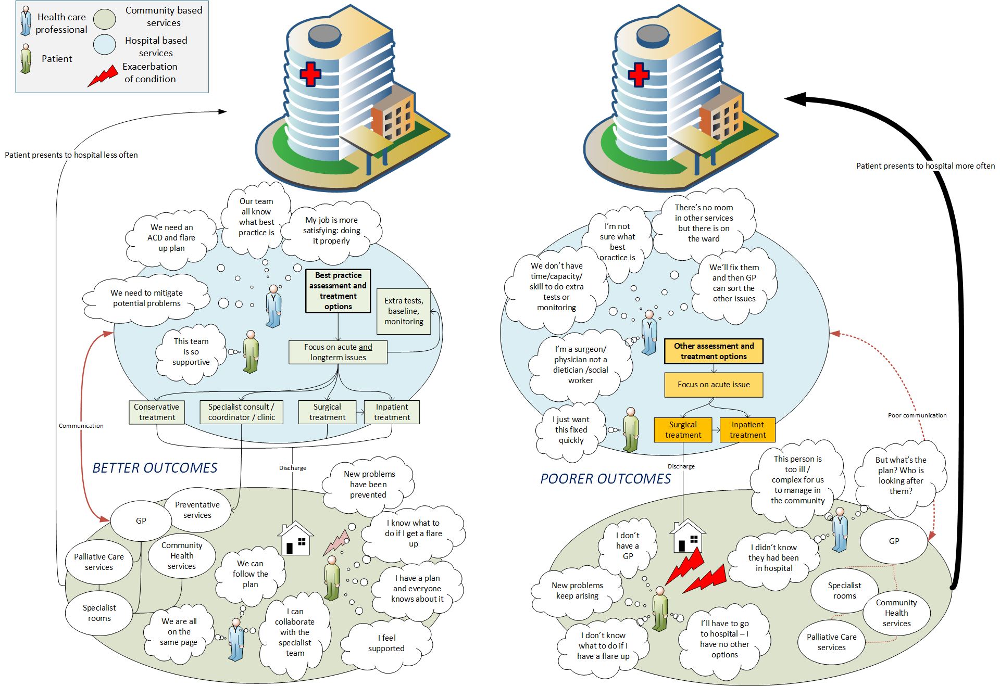 Health care
professional
Patient
Community based
services
Hospital based
services
Exacerbation
of condition
Patient presents to hospital less often
We need an
ACD and flare
up plan
Our team
all know
what best
practice is
My job is more
satisfying: doing
it properly
We need to mitigate
potential problems
This team
is so
supportive
Y
Best practice
assessment and
treatment
options
Extra tests,
baseline,
monitoring
Focus on acute and
longterm issues
Conservative
treatment
Specialist consult /
coordinator / clinic
Surgical
treatment
Inpatient
treatment
Communication
BETTER OUTCOMES
Discharge
GP
Preventative
services
Palliative Care
services
Community
Health
services
Specialist
rooms
New problems
have been
prevented
I know what to
do if I get a flare
up
I have a plan
and everyone
knows about it
I feel
supported
We can
follow the
plan
We are all
on the
same page
Y
I can
collaborate
with the
specialist
team
Patient presents to hospital more often
There's no room
in other services
but there is on
the ward
I'm not
sure what
best
practice is
We don't have
time/capacity/
skill to do extra
tests or
monitoring
We'll fix them
and then GP
can sort the
other issues
Y
I'm a surgeon/
physician not a
dietician /social
worker
I just want
this fixed
quickly
Other assessment and
treatment options
Focus on acute issue
Surgical
treatment
Inpatient
treatment
Poor communication
POORER OUTCOMES
Discharge
This person is
too ill /
complex for us
to manage in
the community
But what's the
plan? Who is
looking after
them?
Y
I didn't know
they had been
in hospital
I don't
have a
GP
New problems
keep arising
I don't know
what to do if I
have a flare up
I'll have to go
to hospital – I
have no other
options
GP
Specialist
rooms
Community
Health
services
Palliative Care
services